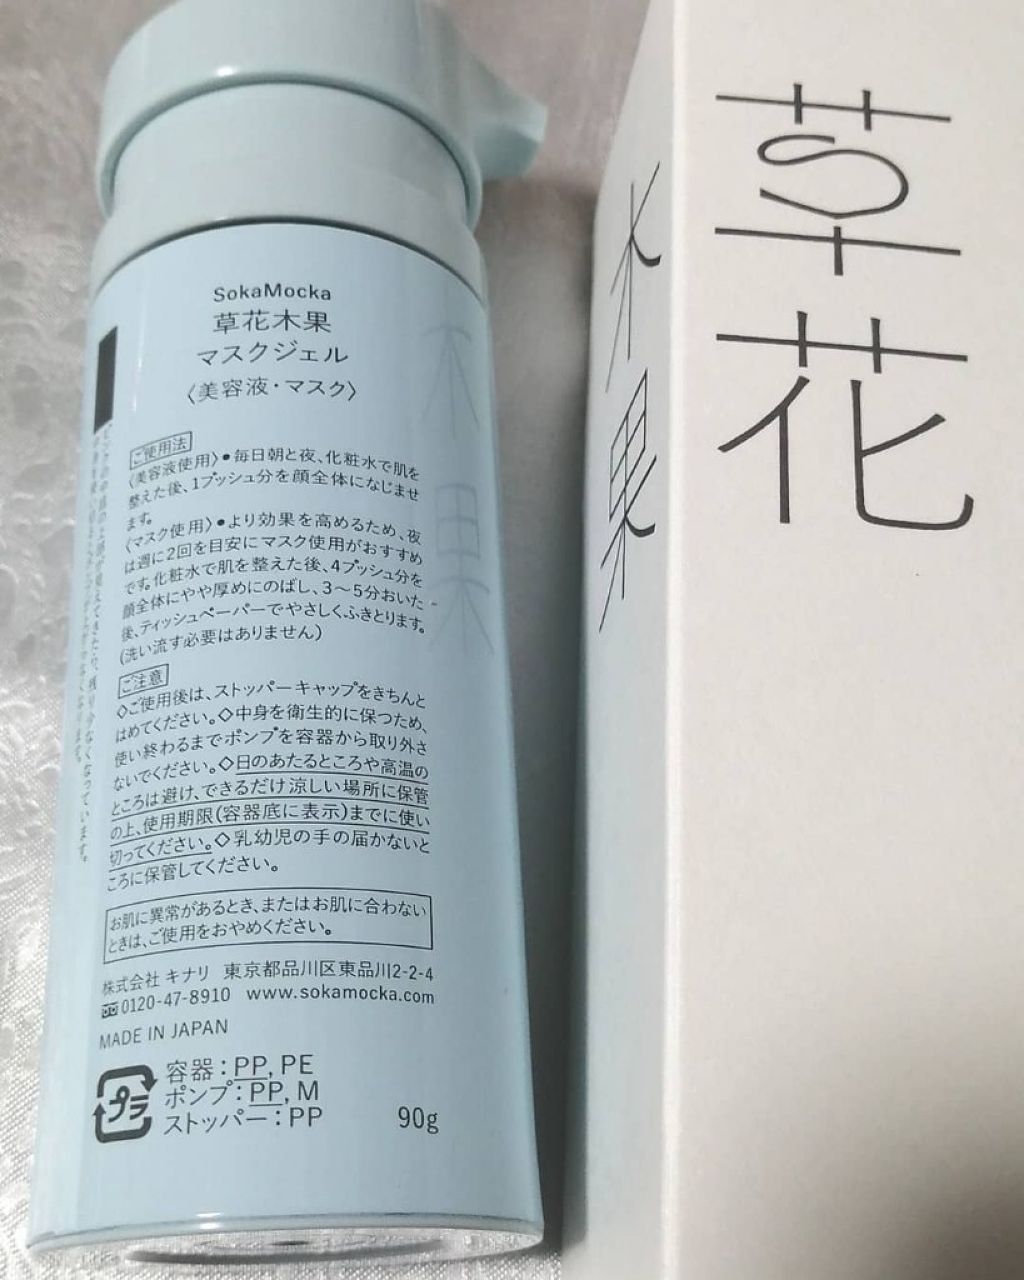 SokaMocka
草花木果
マスクジェル
〈美容液・マスク〉
ご使用法
〈美容液使用〉●毎日朝と夜、化粧水で肌を
整えた後、1プッシュ分を顔全体になじませ
ます。
〈マスク使用〉●より効果を高めるため、夜
は週に2回を目安にマスク使用がおすすめ
です。化粧水で肌を整えた後、4プッシュ分を
顔全体にやや厚めにのばし、3〜5分おいた
後、ティッシュペーパーでやさしくふきとります。
(洗い流す必要はありません)
ご注意
◇ご使用後は、ストッパーキャップをきちんと
はめてください。◇中身を衛生的に保つため、
使い終わるまでポンプを容器から取り外さ
ないでください。◇日のあたるところや高温の
ところは避け、できるだけ涼しい場所に保管
の上、使用期限(容器底に表示)までに使い
切ってください。◇乳幼児の手の届かないと
ころに保管してください。
お肌に異常があるとき、またはお肌に合わない
ときは、ご使用をおやめください。
株式会社 キナリ 東京都品川区東品川2-2-4
0120-47-8910 www.sokamocka.com
MADE IN JAPAN
プラ
容器：PP, PE
ポンプ：PP, M
ストッパー：PP
90g
木果
草花
木果